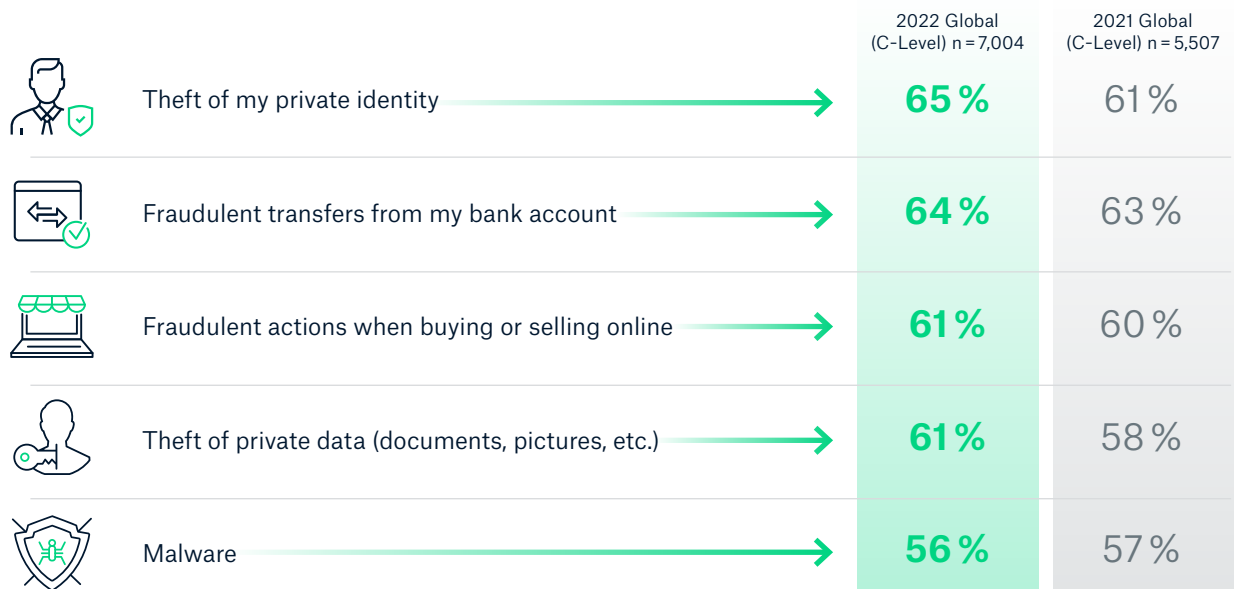 2022 Global
(C-Level) n = 7,004
2021 Global
(C-Level) n = 5,507
Theft of my private identity
65 %
61 %
Fraudulent transfers from my bank account
64 %
63 %
Fraudulent actions when buying or selling online
61 %
60 %
Theft of private data (documents, pictures, etc.)
61 %
58 %
Malware
56 %
57 %